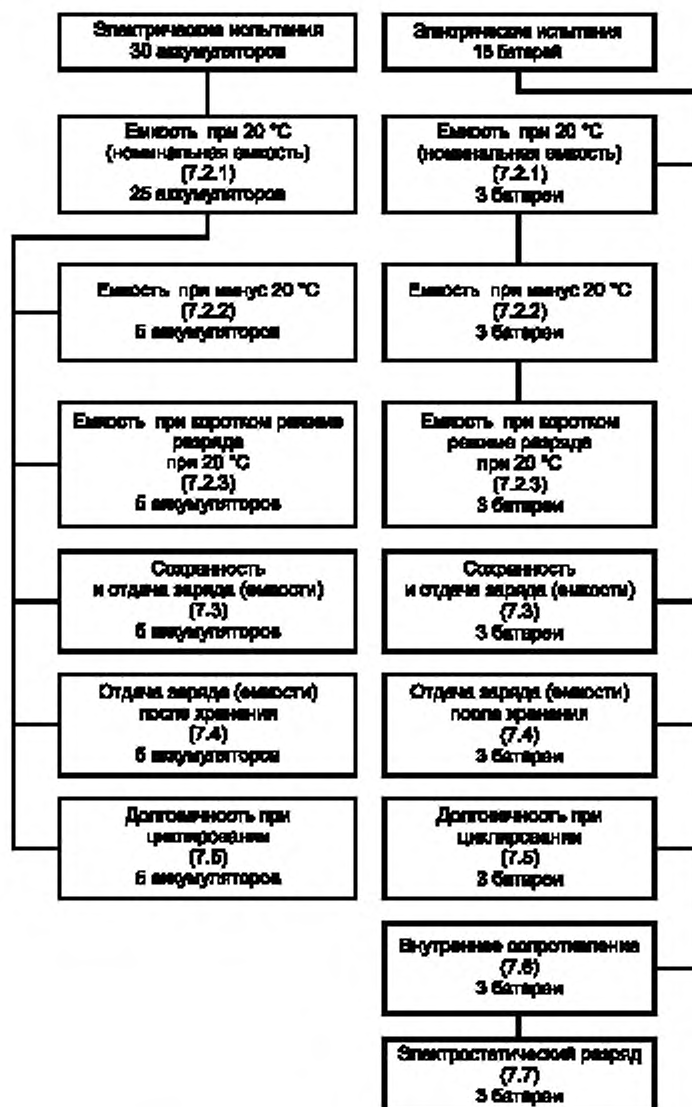 Электрические испытания
30 аккумуляторов
Емкость при 20 °С
(номинальная емкость)
(7.2.1)
25 аккумуляторов
Емкость при минус 20 °С
(7.2.2)
5 аккумуляторов
Емкость при коротком режиме
разряда
при 20 °С
(7.2.3)
5 аккумуляторов
Сохранность
и отдача заряда (емкости)
(7.3)
5 аккумуляторов
Отдача заряда (емкости)
после хранения
(7.4)
5 аккумуляторов
Долговечность при
циклировании
(7.5)
5 аккумуляторов
Электрические испытания
15 батарей
Емкость при 20 °С
(номинальная емкость)
(7.2.1)
3 батареи
Емкость при минус 20 °С
(7.2.2)
3 батареи
Емкость при коротком
режиме разряда
при 20 °С
(7.2.3)
3 батареи
Сохранность
и отдача заряда (емкости)
(7.3)
3 батареи
Отдача заряда (емкости)
после хранения
(7.4)
3 батареи
Долговечность при
циклировании
(7.5)
3 батареи
Внутреннее сопротивление
(7.6)
3 батареи
Электростатический разряд
(7.7)
3 батареи